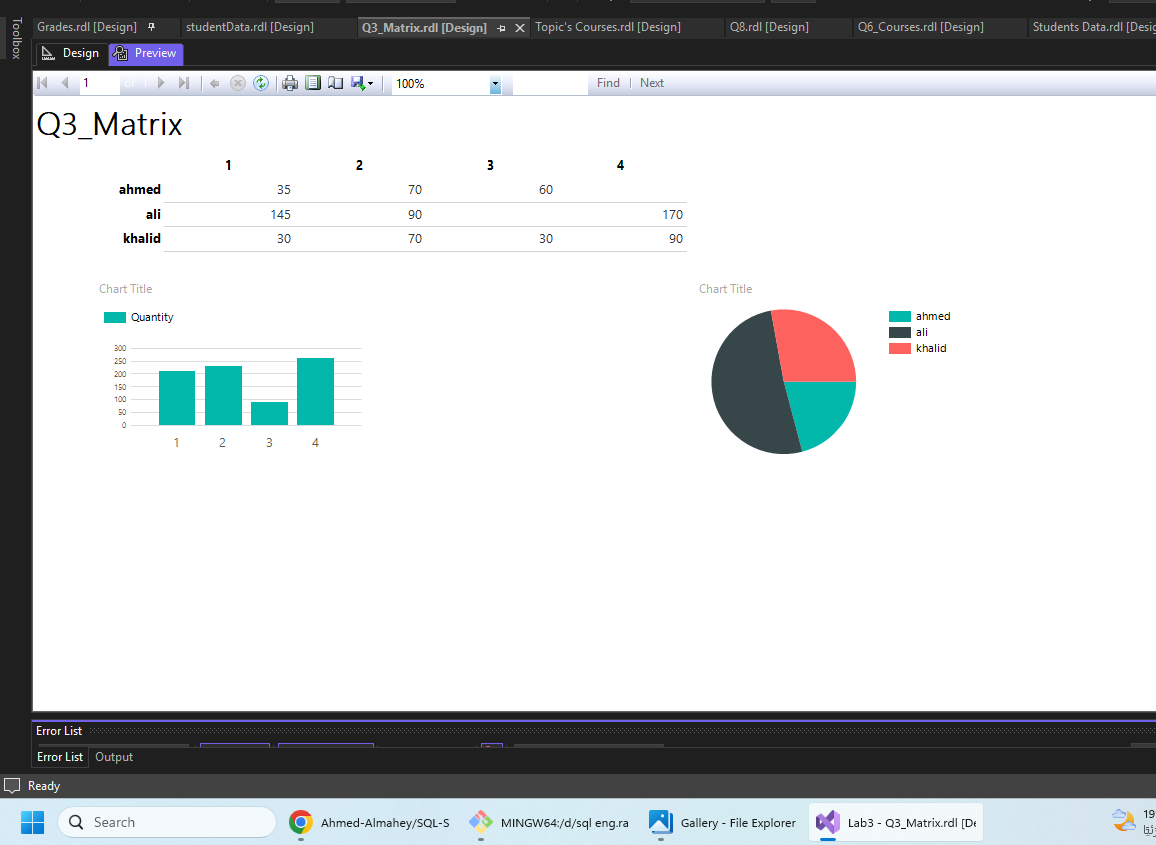 Toolbox
Grades.rdl [Design] studentData.rdl [Design] Q3_Matrix.rdl [Design] Topic's Courses.rdl [Design] Q8.rdl [Design] Q6_Courses.rdl [Design] Students Data.rdl [Desig
Design Preview
1 of 1 100% Find | Next
Q3_Matrix
1 2 3 4
ahmed 35 70 60
ali 145 90 170
khalid 30 70 30 90
Chart Title
Quantity
300
250
200
150
100
50
0
1 2 3 4
Chart Title
ahmed
ali
khalid
Error List
Error List Output
Ready
Search Ahmed-Almahey/SQL-S MINGW64:/d/sql eng.ra Gallery - File Explorer Lab3 - Q3_Matrix.rdl [De